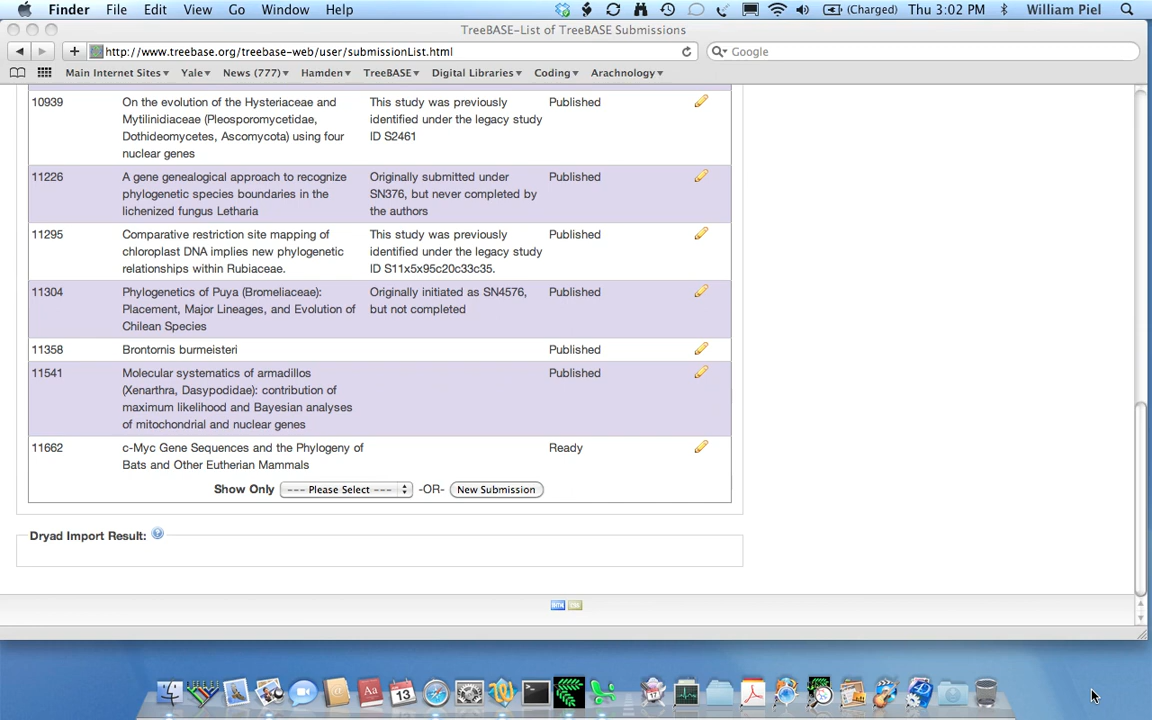 Finder File Edit View Go Window Help (Charged) Thu 3:02 PM William Piel
TreeBASE-List of TreeBASE Submissions
http://www.treebase.org/treebase-web/user/submissionList.html Google
Main Internet Sites Yale News (777) Hamden TreeBASE Digital Libraries Coding Arachnology
10939 On the evolution of the Hysteriaceae and This study was previously Published
Mytilinidiaceae (Pleosporomycetidae, identified under the legacy study
Dothideomycetes, Ascomycota) using four ID S2461
nuclear genes
11226 A gene genealogical approach to recognize Originally submitted under Published
phylogenetic species boundaries in the SN376, but never completed by
lichenized fungus Letharia the authors
11295 Comparative restriction site mapping of This study was previously Published
chloroplast DNA implies new phylogenetic identified under the legacy study
relationships within Rubiaceae. ID S11x5x95c20c33c35.
11304 Phylogenetics of Puya (Bromeliaceae): Originally initiated as SN4576, Published
Placement, Major Lineages, and Evolution of but not completed
Chilean Species
11358 Brontornis burmeisteri Published
11541 Molecular systematics of armadillos Published
(Xenarthra, Dasypodidae): contribution of
maximum likelihood and Bayesian analyses
of mitochondrial and nuclear genes
11662 c-Myc Gene Sequences and the Phylogeny of Ready
Bats and Other Eutherian Mammals
Show Only --- Please Select --- -OR- New Submission
Dryad Import Result:
13